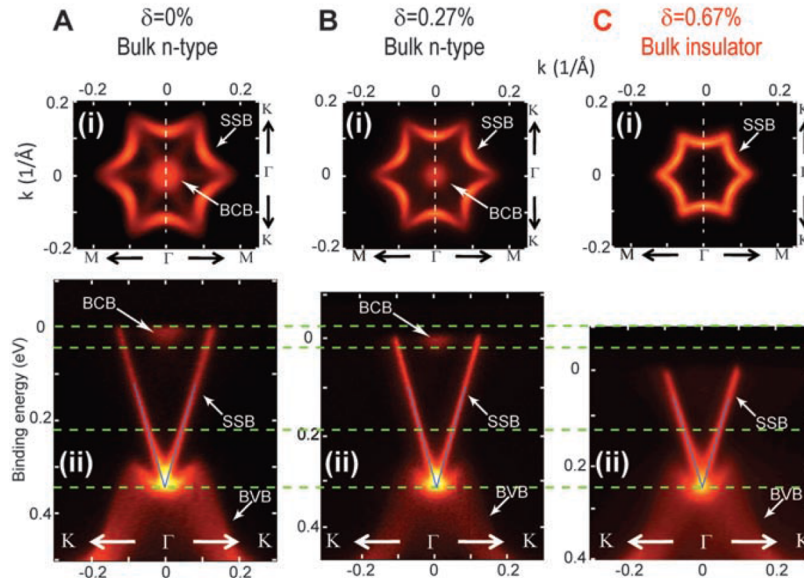 A
δ=0%
Bulk n-type
B
δ=0.27%
Bulk n-type
C
δ=0.67%
Bulk insulator
k (1/Å)
-0.2 0 0.2
-0.2 0 0.2
-0.2 0 0.2
k (1/Å)
0.2
0
-0.2
(i)
SSB
BCB
K
Γ
K
M Γ M
0.2
0
-0.2
(i)
SSB
BCB
K
Γ
K
M Γ M
0.2
0
-0.2
(i)
SSB
K
Γ
K
M Γ M
Binding energy (eV)
0
0.2
0.4
BCB
SSB
(ii)
BVB
K Γ K
-0.2 0 0.2
0
0.2
0.4
BCB
SSB
(ii)
BVB
K Γ K
-0.2 0 0.2
0
0.2
0.4
SSB
(ii)
BVB
K Γ K
-0.2 0 0.2